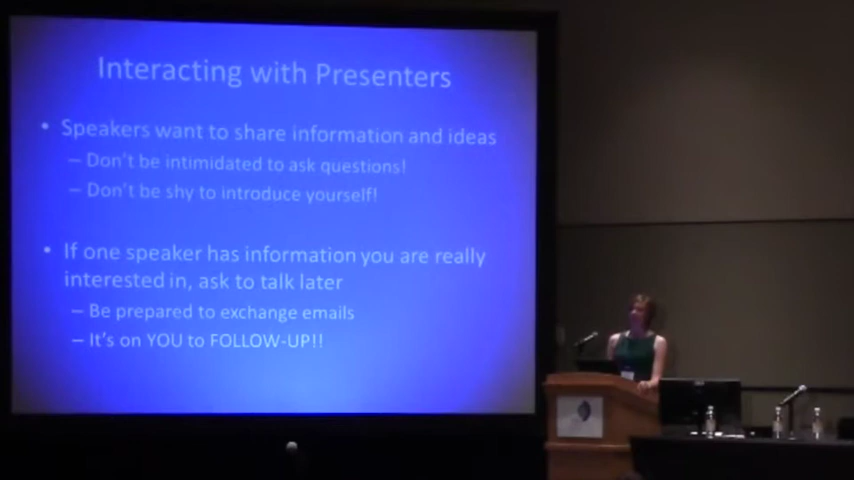 Interacting with Presenters
• Speakers want to share information and ideas
– Don't be intimidated to ask questions!
– Don't be shy to introduce yourself!
• If one speaker has information you are really
interested in, ask to talk later
– Be prepared to exchange emails
– It's on YOU to FOLLOW-UP!!